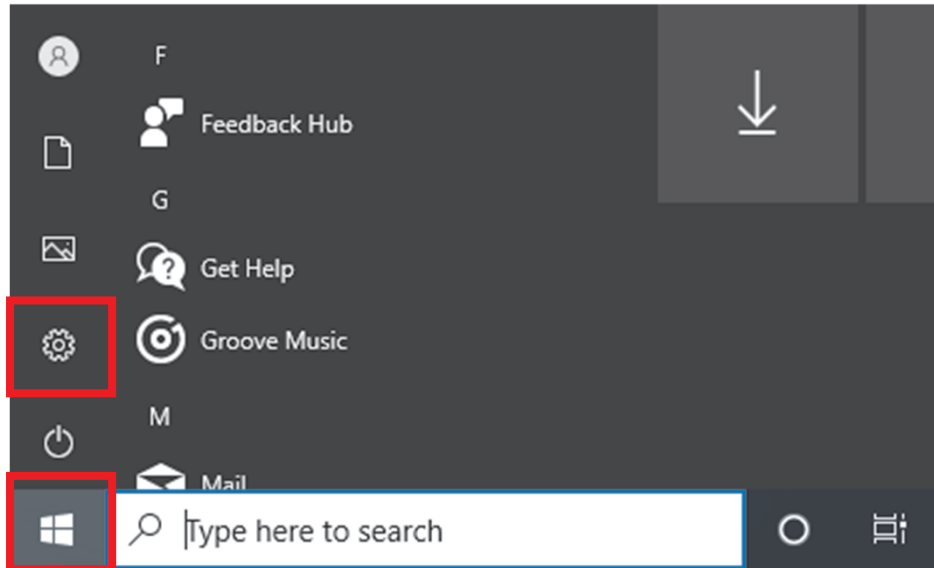 F
Feedback Hub
G
Get Help
Groove Music
M
Mail
Type here to search